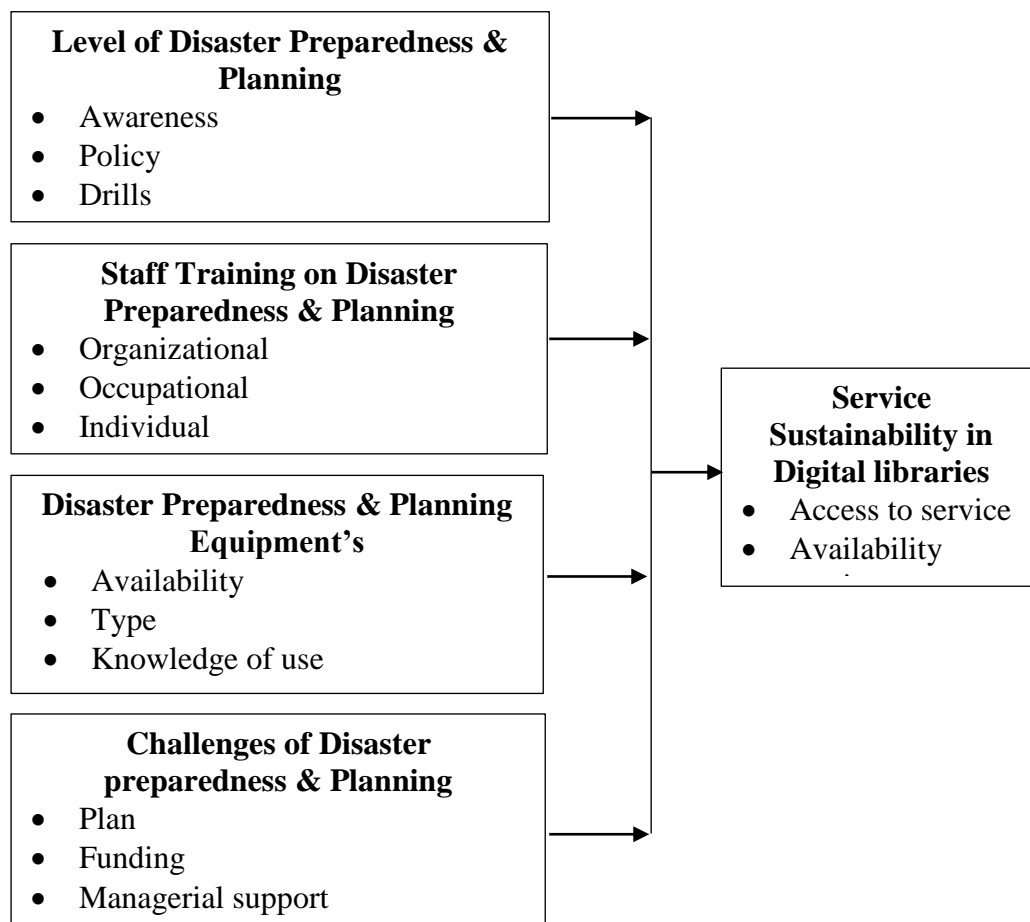 Level of Disaster Preparedness &
Planning
• Awareness
• Policy
• Drills
Staff Training on Disaster
Preparedness & Planning
• Organizational
• Occupational
• Individual
Disaster Preparedness & Planning
Equipment’s
• Availability
• Type
• Knowledge of use
Challenges of Disaster
preparedness & Planning
• Plan
• Funding
• Managerial support
Service
Sustainability in
Digital libraries
• Access to service
• Availability